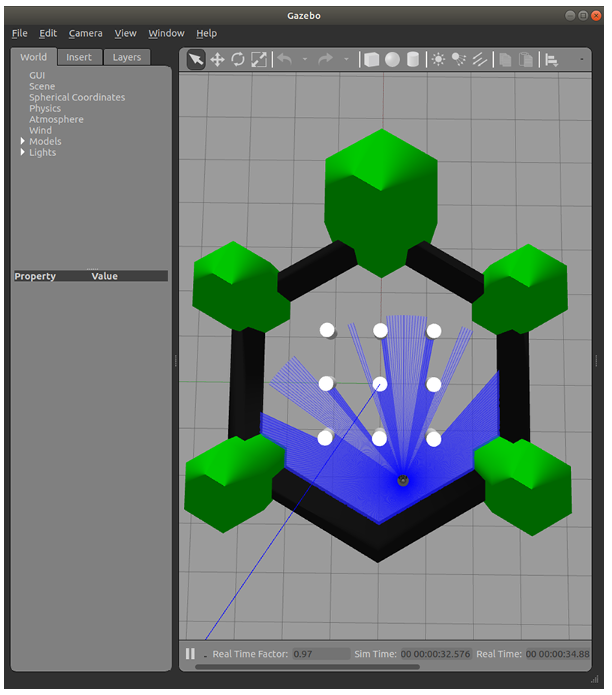 Gazebo
File Edit Camera View Window Help
World Insert Layers
GUI
Scene
Spherical Coordinates
Physics
Atmosphere
Wind
Models
Lights
Property Value
Real Time Factor: 0.97 Sim Time: 00 00:00:32.576 Real Time: 00 00:00:34.88